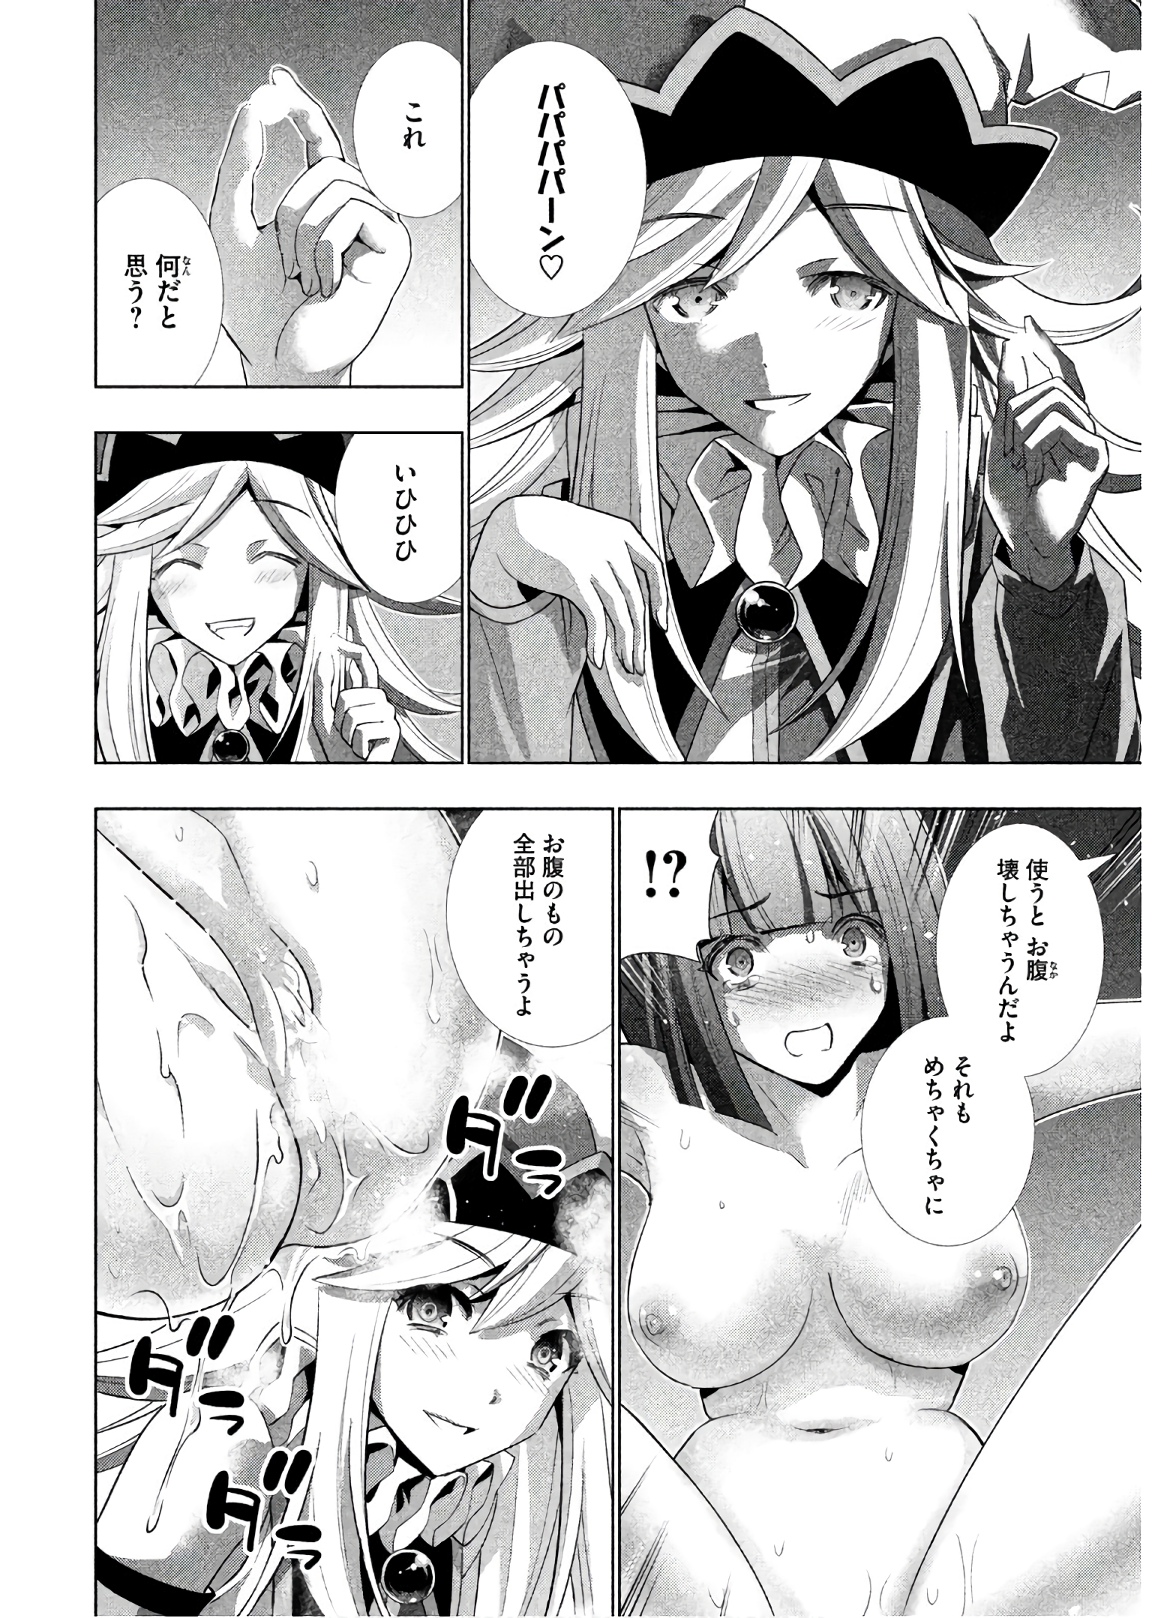 パパパパーン♡
これ
何だと
思う？
いひひひ
使うと お腹
壊しちゃうんだよ
それも
めちゃくちゃに
!?
お腹のもの
全部出しちゃうよ
ダラ
ダラ
ダラ